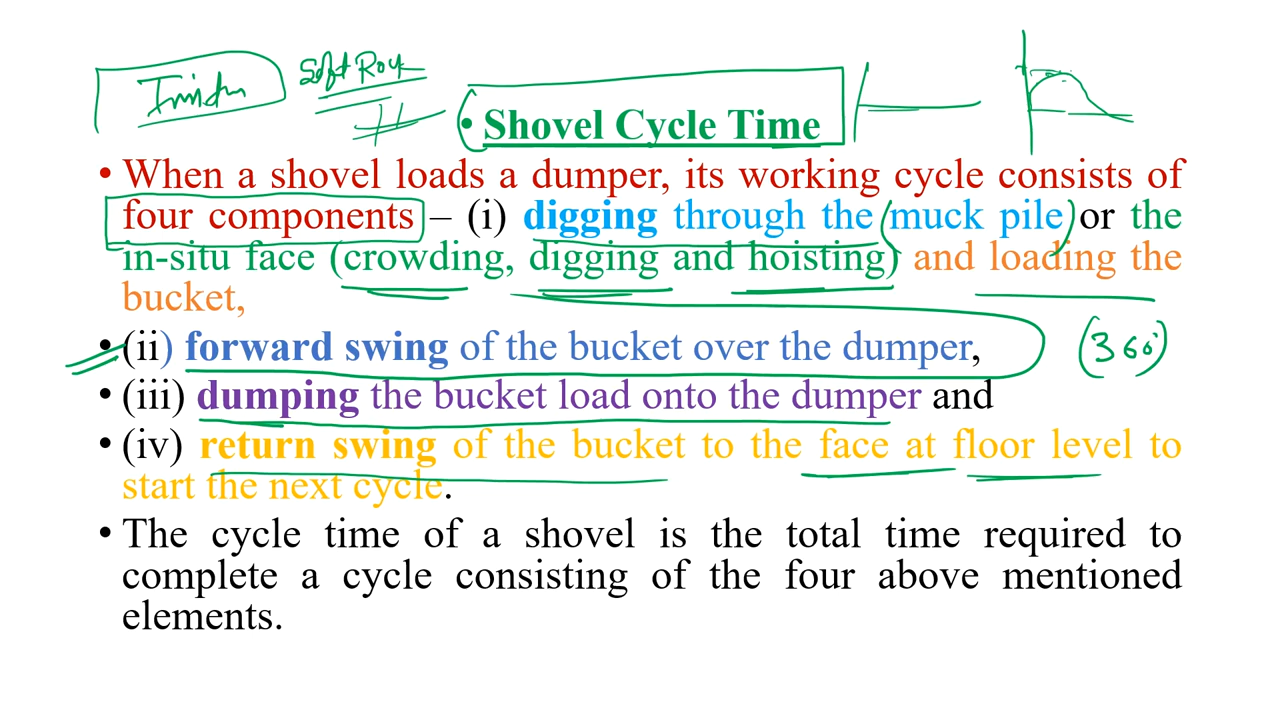 Soft Rock
• Shovel Cycle Time
• When a shovel loads a dumper, its working cycle consists of
four components – (i) digging through the muck pile or the
in-situ face (crowding, digging and hoisting) and loading the
bucket,
• (ii) forward swing of the bucket over the dumper,
(360°)
• (iii) dumping the bucket load onto the dumper and
• (iv) return swing of the bucket to the face at floor level to
start the next cycle.
• The cycle time of a shovel is the total time required to
complete a cycle consisting of the four above mentioned
elements.